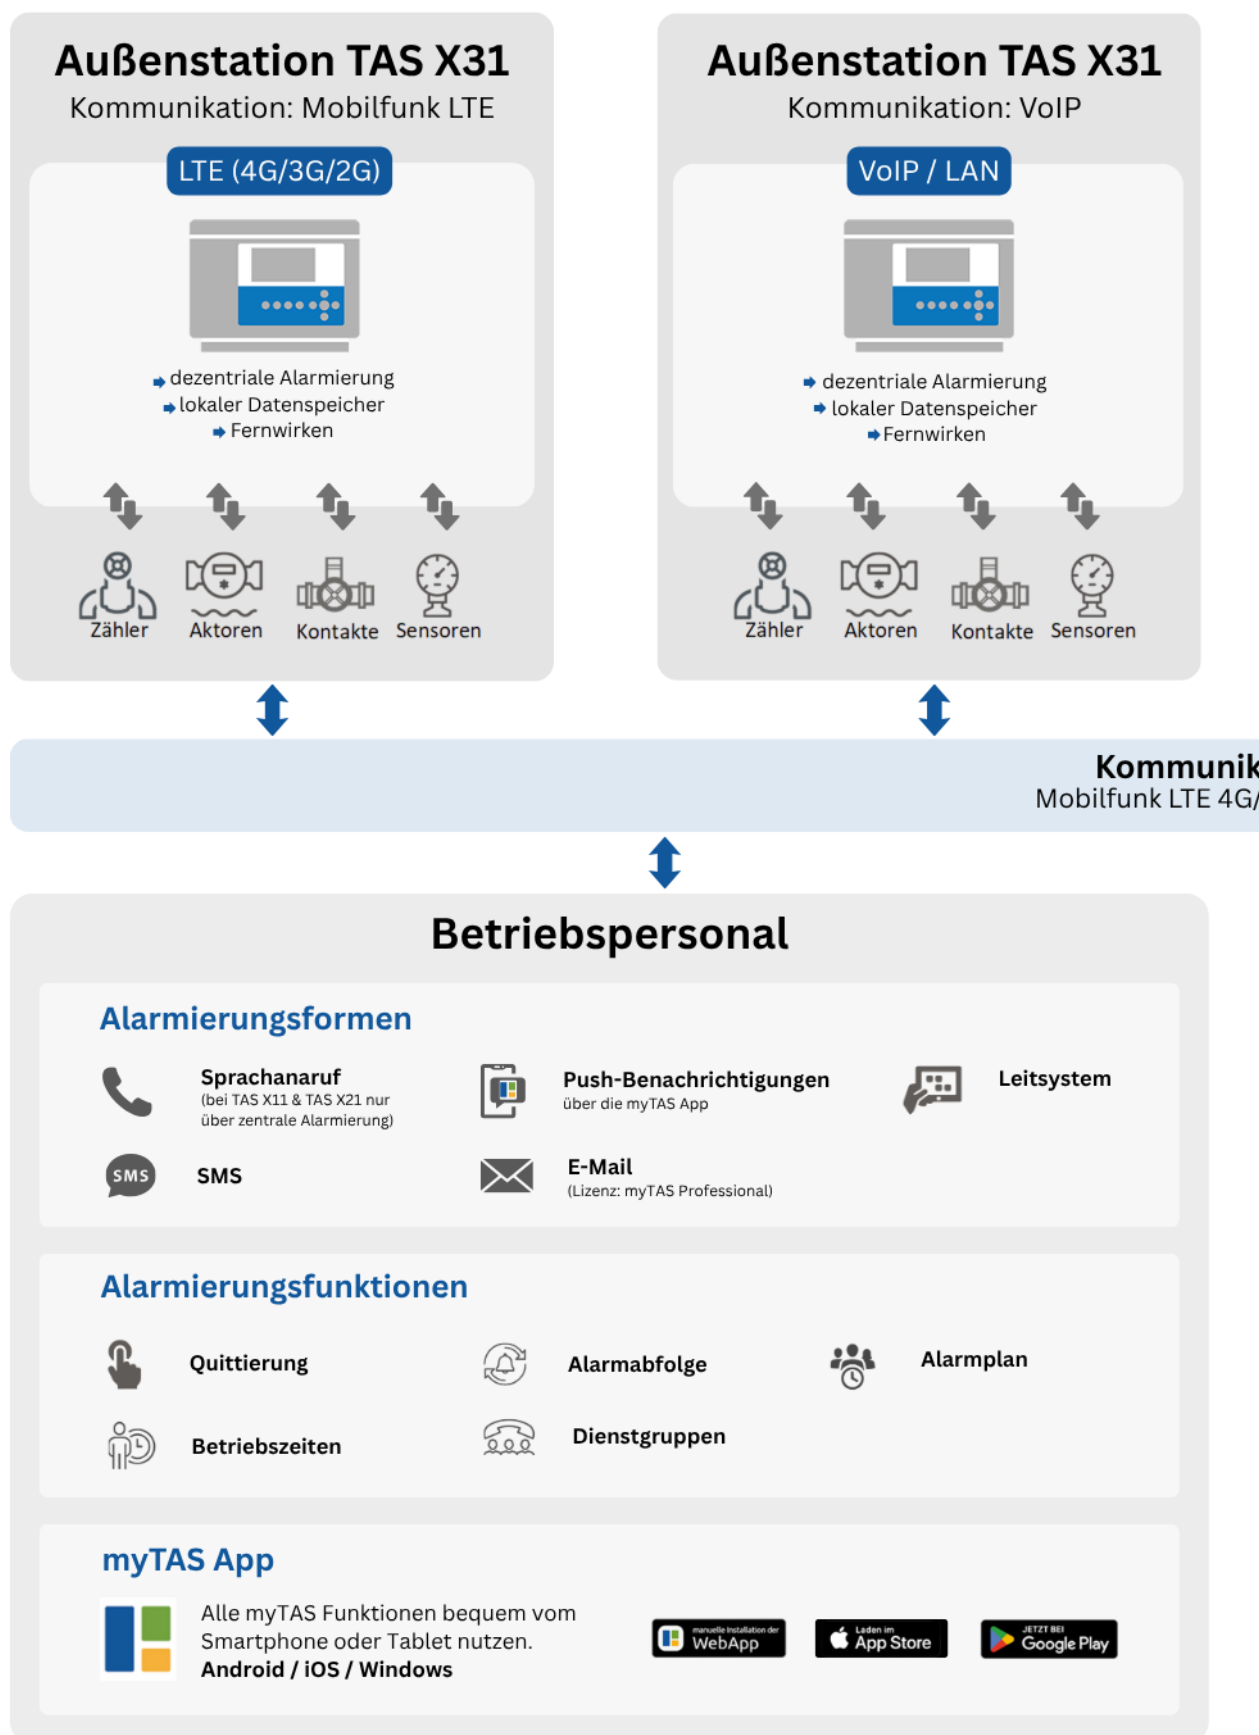 Außenstation TAS X31
Kommunikation: Mobilfunk LTE
LTE (4G/3G/2G)
dezentriale Alarmierung
lokaler Datenspeicher
Fernwirken
Zähler
Aktoren
Kontakte
Sensoren
Außenstation TAS X31
Kommunikation: VoIP
VoIP / LAN
dezentriale Alarmierung
lokaler Datenspeicher
Fernwirken
Zähler
Aktoren
Kontakte
Sensoren
Kommunik
Mobilfunk LTE 4G/
Betriebspersonal
Alarmierungsformen
Sprachanaruf
(bei TAS X11 & TAS X21 nur
über zentrale Alarmierung)
Push-Benachrichtigungen
über die myTAS App
Leitsystem
SMS
SMS
E-Mail
(Lizenz: myTAS Professional)
Alarmierungsfunktionen
Quittierung
Alarmabfolge
Alarmplan
Betriebszeiten
Dienstgruppen
myTAS App
Alle myTAS Funktionen bequem vom
Smartphone oder Tablet nutzen.
Android / iOS / Windows
manuelle Installation der
WebApp
Laden im
App Store
JETZT BEI
Google Play